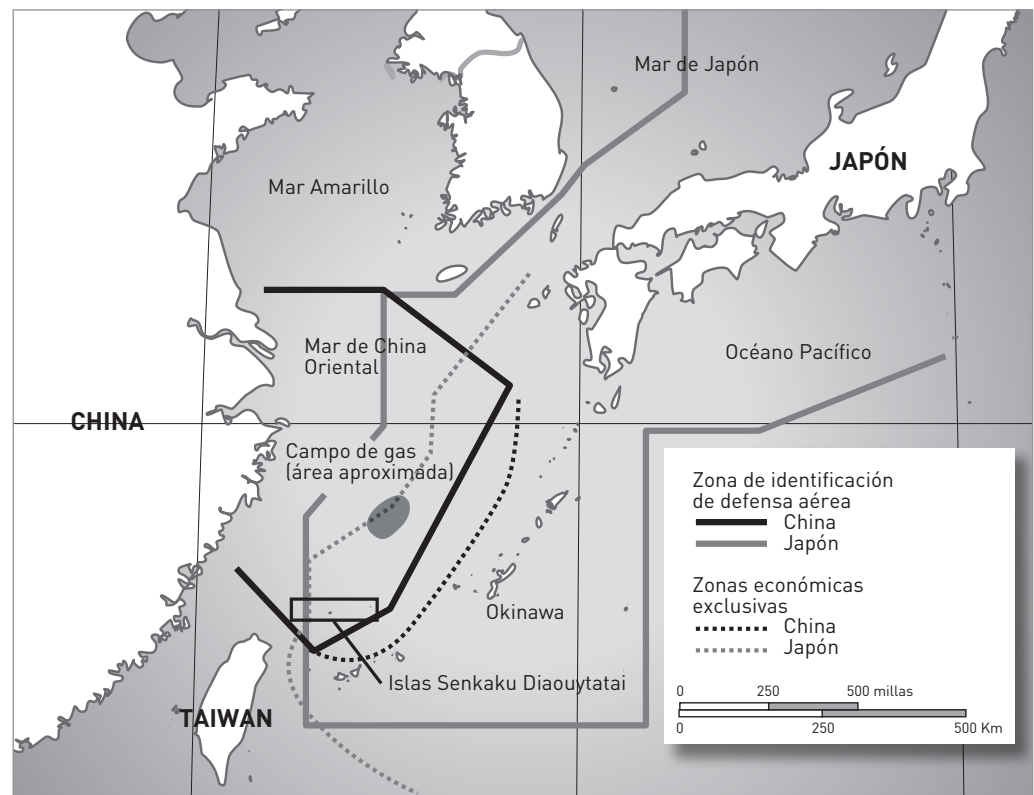 Mar de Japón
JAPÓN
Mar Amarillo
Mar de China
Oriental
Océano Pacífico
CHINA
Campo de gas
(área aproximada)
Okinawa
Islas Senkaku Diaouytatai
TAIWAN
Zona de identificación
de defensa aérea
China
Japón
Zonas económicas
exclusivas
China
Japón
0 250 500 millas
0 250 500 Km